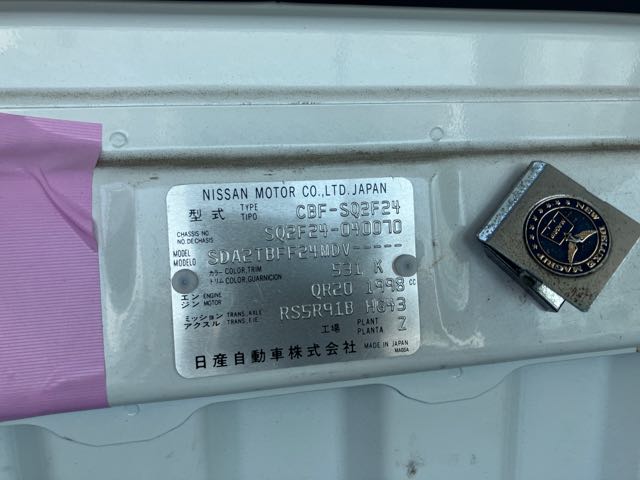 NISSAN MOTOR CO.,LTD.JAPAN
型式 TYPE TIPO CBF-SQ2F24
CHASSIS NO NO.DECHASIS SQ2F24-040070
MODEL MODELO SDA2TBFF24MDV-----
カラー COLOR,TRIM トリム COLOR,GUARNICION 531 K
エンジン ENGINE MOTOR QR20 1998 cc
ミッション TRANS.,AXLE アクスル TRANS.,EJE. RS5R91B HG43
工場 PLANT PLANTA Z
日産自動車株式会社 MADE IN JAPAN